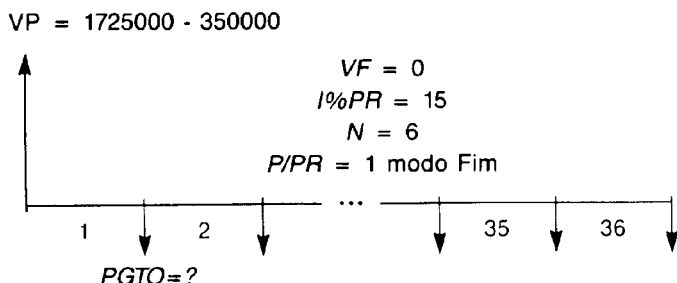 VP = 1725000 - 350000
VF = 0
I%PR = 15
N = 6
P/PR = 1 modo Fim
...
1 2 35 36
PGTO=?